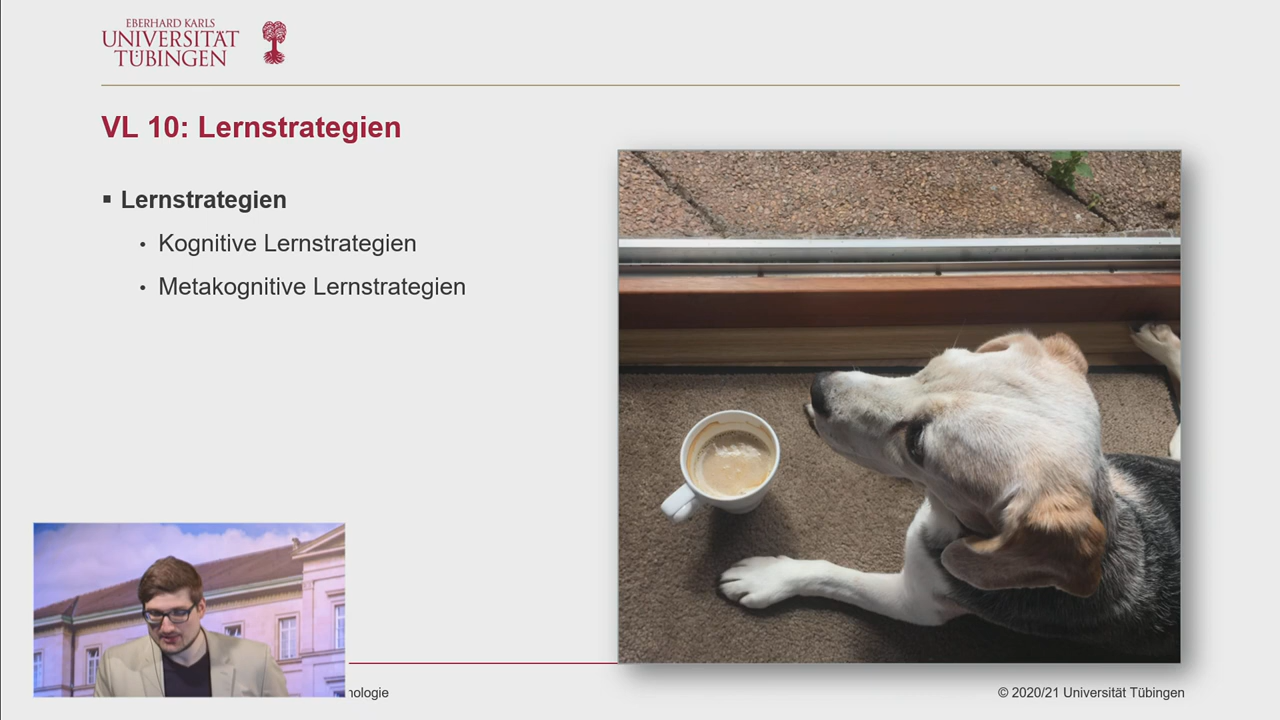 EBERHARD KARLS
UNIVERSITÄT
TÜBINGEN
VL 10: Lernstrategien
▪ Lernstrategien
• Kognitive Lernstrategien
• Metakognitive Lernstrategien
© 2020/21 Universität Tübingen